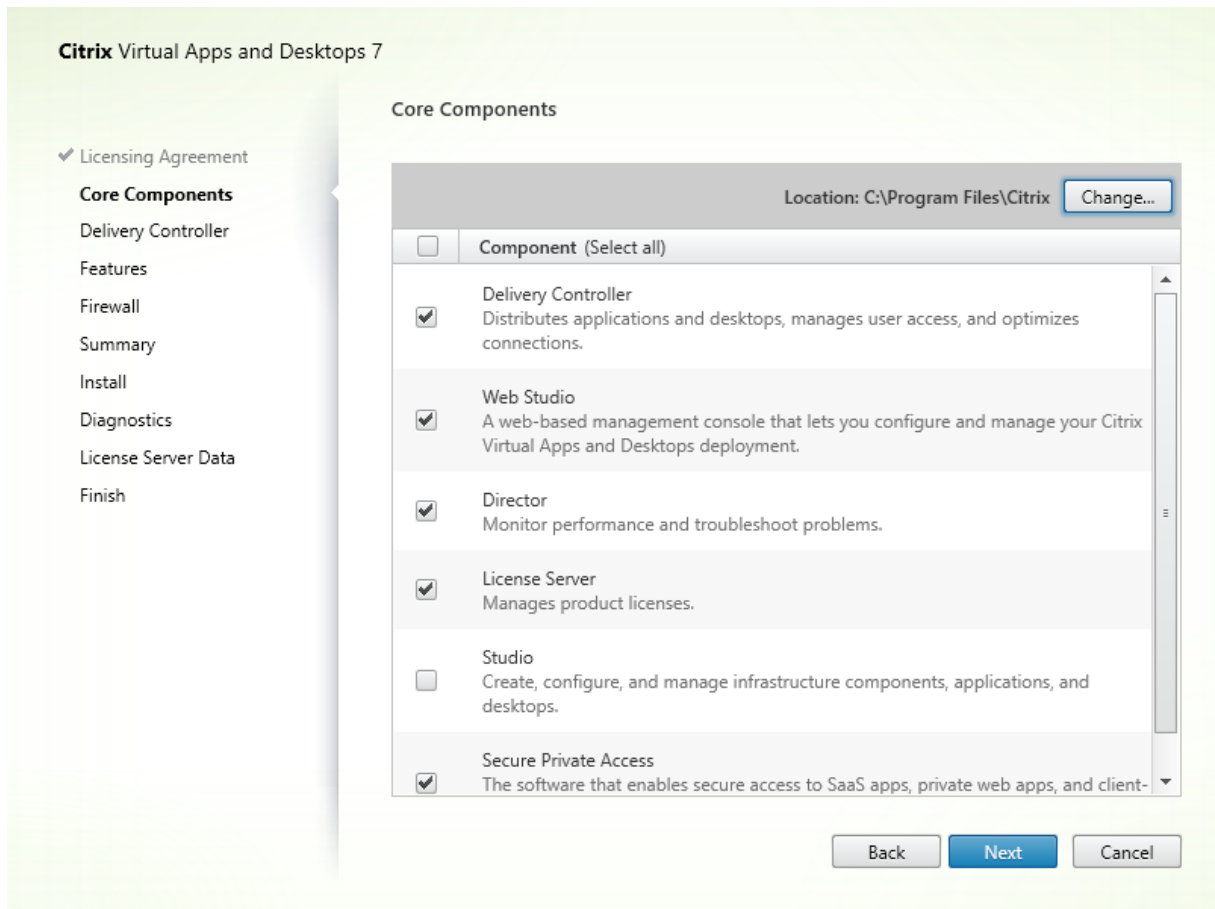 Citrix Virtual Apps and Desktops 7
Licensing Agreement
Core Components
Delivery Controller
Features
Firewall
Summary
Install
Diagnostics
License Server Data
Finish
Core Components
Location: C:\Program Files\Citrix
Change...
Component (Select all)
Delivery Controller
Distributes applications and desktops, manages user access, and optimizes
connections.
Web Studio
A web-based management console that lets you configure and manage your Citrix
Virtual Apps and Desktops deployment.
Director
Monitor performance and troubleshoot problems.
License Server
Manages product licenses.
Studio
Create, configure, and manage infrastructure components, applications, and
desktops.
Secure Private Access
The software that enables secure access to SaaS apps, private web apps, and client-
Back
Next
Cancel